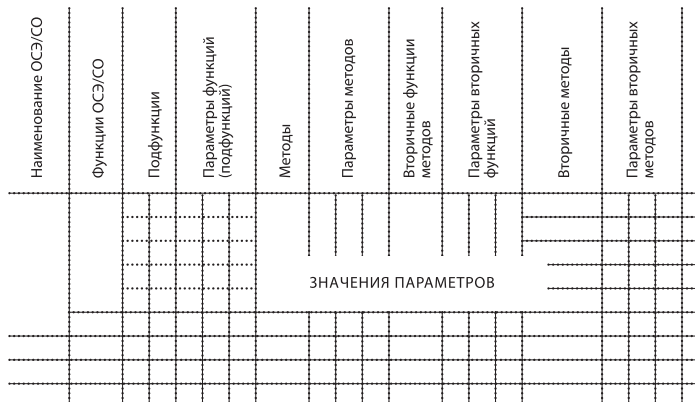 Наименование ОСЭ/СО
Функции ОСЭ/СО
Подфункции
Параметры функций
(подфункций)
Методы
Параметры методов
Вторичные функции
методов
Параметры вторичных
функций
Вторичные методы
Параметры вторичных
методов
ЗНАЧЕНИЯ ПАРАМЕТРОВ